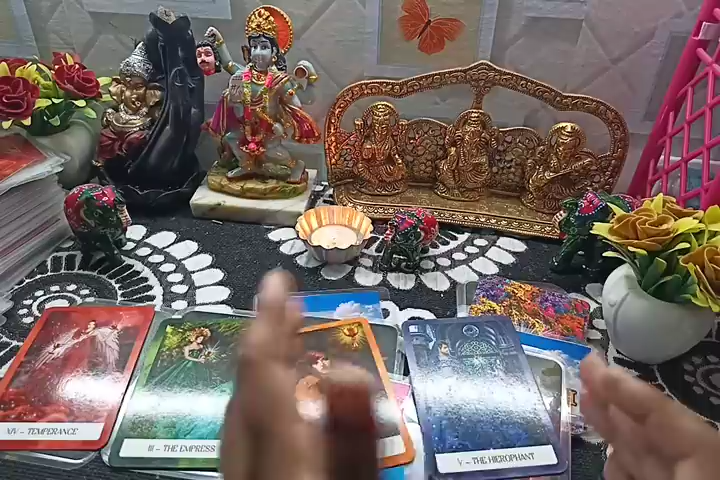 XIV – TEMPERANCE
III – THE EMPRESS
V – THE HIEROPHANT